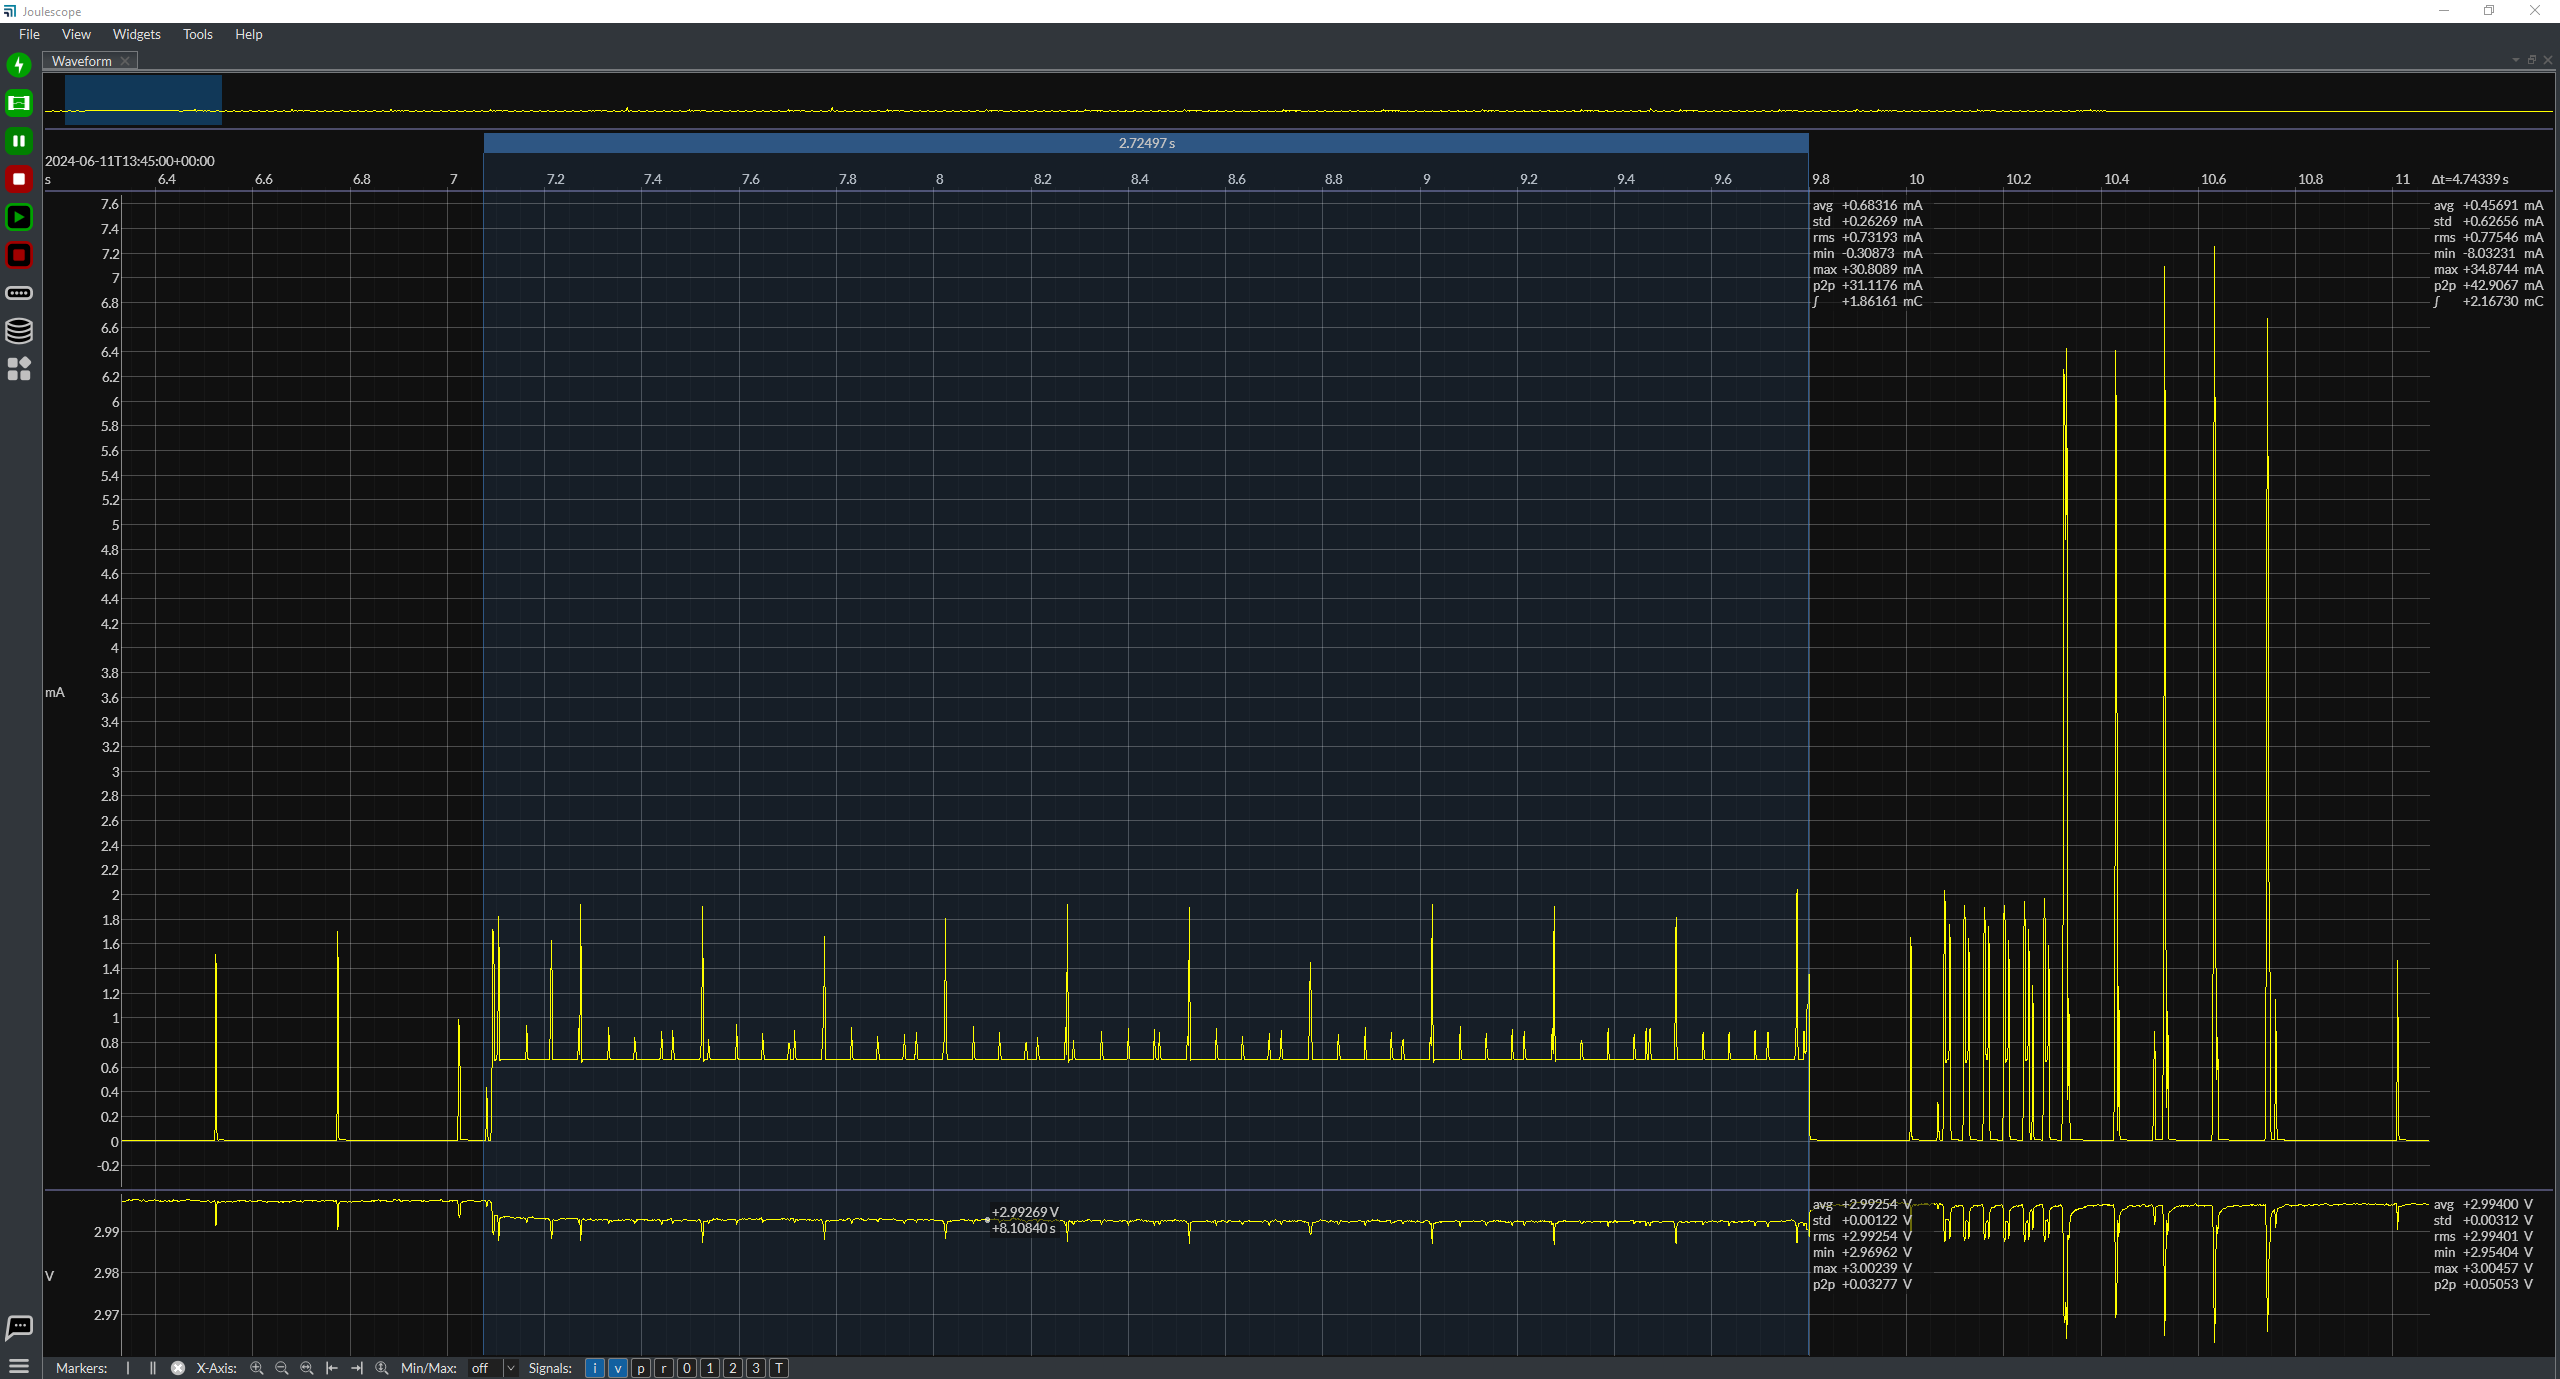 Joulescope
File View Widgets Tools Help
Waveform
2.72497 s
2024-06-11T13:45:00+00:00
s 6.4 6.6 6.8 7 7.2 7.4 7.6 7.8 8 8.2 8.4 8.6 8.8 9 9.2 9.4 9.6 9.8 10 10.2 10.4 10.6 10.8 11 Δt=4.74339 s
7.6
7.4
7.2
7
6.8
6.6
6.4
6.2
6
5.8
5.6
5.4
5.2
5
4.8
4.6
4.4
4.2
4
3.8
3.6
3.4
3.2
3
2.8
2.6
2.4
2.2
2
1.8
1.6
1.4
1.2
1
0.8
0.6
0.4
0.2
0
-0.2
mA
avg +0.68316 mA
std +0.26269 mA
rms +0.73193 mA
min -0.30873 mA
max +30.8089 mA
p2p +31.1176 mA
∫ +1.86161 mC
avg +0.45691 mA
std +0.62656 mA
rms +0.77546 mA
min -8.03231 mA
max +34.8744 mA
p2p +42.9067 mA
∫ +2.16730 mC
2.99
2.98
2.97
V
+2.99269 V
+8.10840 s
avg +2.99254 V
std +0.00122 V
rms +2.99254 V
min +2.96962 V
max +3.00239 V
p2p +0.03277 V
avg +2.99400 V
std +0.00312 V
rms +2.99401 V
min +2.95404 V
max +3.00457 V
p2p +0.05053 V
Markers: X-Axis: Min/Max: off Signals: i v p r 0 1 2 3 T